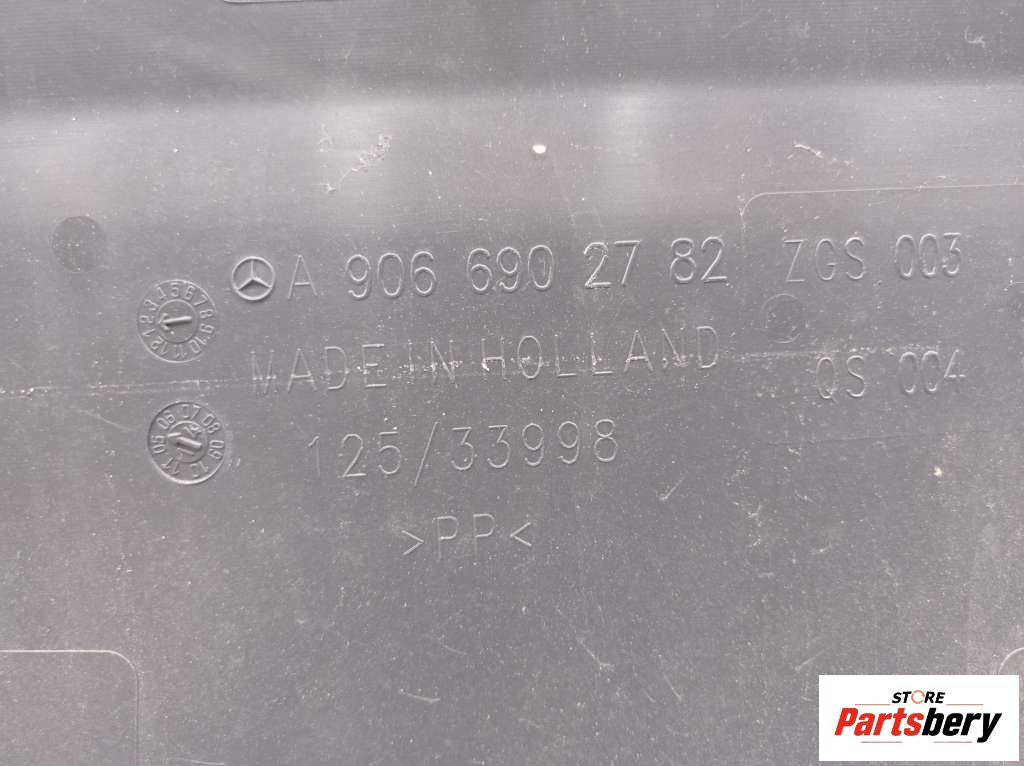 A 906 690 27 82 ZGS 003
MADE IN HOLLAND QS 004
125/33998
>PP<
STORE
Partsbery